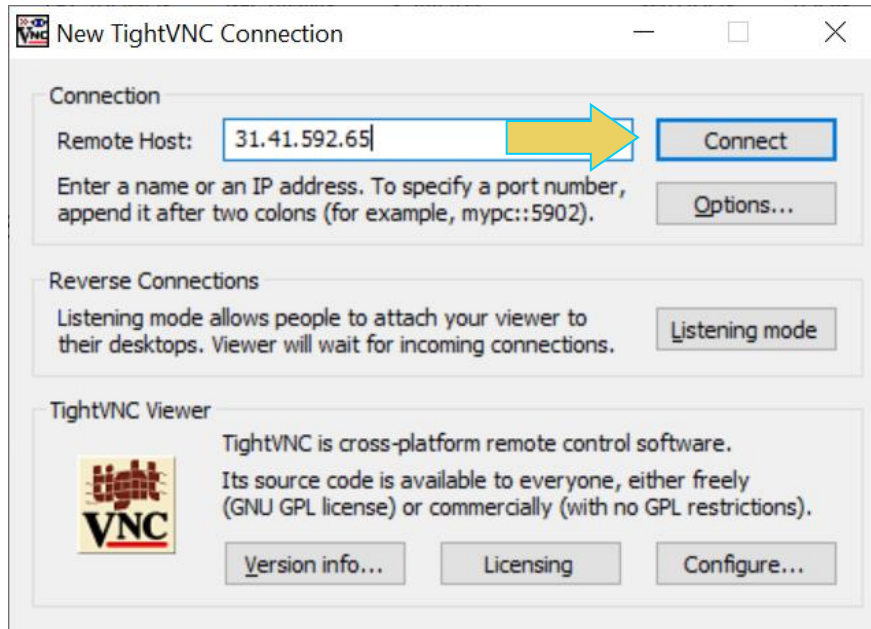 New TightVNC Connection
Connection
Remote Host: 31.41.592.65 Connect
Enter a name or an IP address. To specify a port number,
append it after two colons (for example, mypc::5902). Options...
Reverse Connections
Listening mode allows people to attach your viewer to
their desktops. Viewer will wait for incoming connections. Listening mode
TightVNC Viewer
TightVNC is cross-platform remote control software.
Its source code is available to everyone, either freely
(GNU GPL license) or commercially (with no GPL restrictions).
tight
VNC
Version info... Licensing Configure...